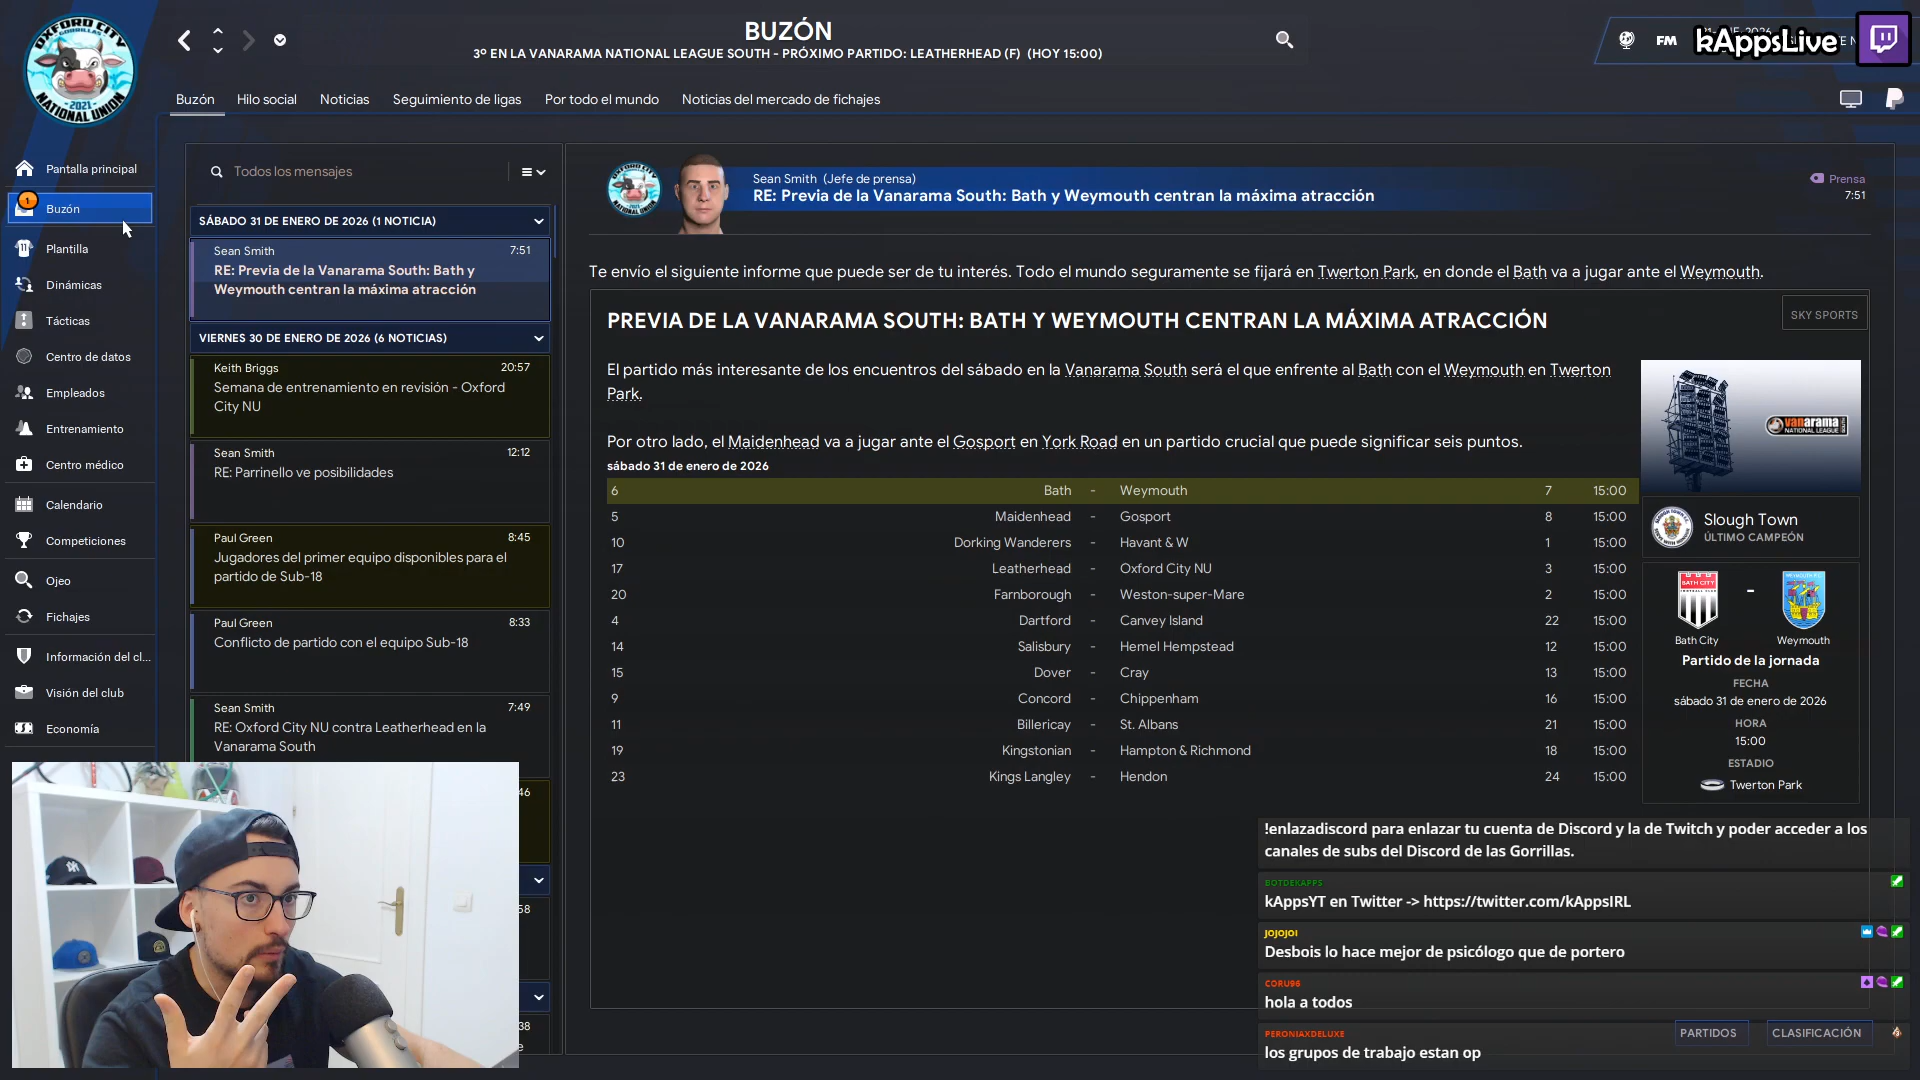 BUZÓN
3º EN LA VANARAMA NATIONAL LEAGUE SOUTH - PRÓXIMO PARTIDO: LEATHERHEAD (F) (HOY 15:00)
FM
kAppsLive
OXFORD CITY
GORRILLAS
2021
NATIONAL UNION
Buzón
Hilo social
Noticias
Seguimiento de ligas
Por todo el mundo
Noticias del mercado de fichajes
Pantalla principal
1
Buzón
Plantilla
Dinámicas
Tácticas
Centro de datos
Empleados
Entrenamiento
Centro médico
Calendario
Competiciones
Ojeo
Fichajes
Información del cl...
Visión del club
Economía
Todos los mensajes
SÁBADO 31 DE ENERO DE 2026 (1 NOTICIA)
Sean Smith 7:51
RE: Previa de la Vanarama South: Bath y
Weymouth centran la máxima atracción
VIERNES 30 DE ENERO DE 2026 (6 NOTICIAS)
Keith Briggs 20:57
Semana de entrenamiento en revisión - Oxford
City NU
Sean Smith 12:12
RE: Parrinello ve posibilidades
Paul Green 8:45
Jugadores del primer equipo disponibles para el
partido de Sub-18
Paul Green 8:33
Conflicto de partido con el equipo Sub-18
Sean Smith 7:49
RE: Oxford City NU contra Leatherhead en la
Vanarama South
46
58
38
Sean Smith (Jefe de prensa)
RE: Previa de la Vanarama South: Bath y Weymouth centran la máxima atracción
Prensa
7:51
Te envío el siguiente informe que puede ser de tu interés. Todo el mundo seguramente se fijará en Twerton Park, en donde el Bath va a jugar ante el Weymouth.
PREVIA DE LA VANARAMA SOUTH: BATH Y WEYMOUTH CENTRAN LA MÁXIMA ATRACCIÓN
SKY SPORTS
El partido más interesante de los encuentros del sábado en la Vanarama South será el que enfrente al Bath con el Weymouth en Twerton
Park.
Por otro lado, el Maidenhead va a jugar ante el Gosport en York Road en un partido crucial que puede significar seis puntos.
sábado 31 de enero de 2026
6 Bath - Weymouth 7 15:00
5 Maidenhead - Gosport 8 15:00
10 Dorking Wanderers - Havant & W 1 15:00
17 Leatherhead - Oxford City NU 3 15:00
20 Farnborough - Weston-super-Mare 2 15:00
4 Dartford - Canvey Island 22 15:00
14 Salisbury - Hemel Hempstead 12 15:00
15 Dover - Cray 13 15:00
9 Concord - Chippenham 16 15:00
11 Billericay - St. Albans 21 15:00
19 Kingstonian - Hampton & Richmond 18 15:00
23 Kings Langley - Hendon 24 15:00
vanarama
NATIONAL LEAGUE
Slough Town
ÚLTIMO CAMPEÓN
BATH CITY
-
Bath City
Weymouth
Partido de la jornada
FECHA
sábado 31 de enero de 2026
HORA
15:00
ESTADIO
Twerton Park
!enlazadiscord para enlazar tu cuenta de Discord y la de Twitch y poder acceder a los
canales de subs del Discord de las Gorrillas.
BOTDEKAPPS
kAppsYT en Twitter -> https://twitter.com/kAppsIRL
JOJOJOI
Desbois lo hace mejor de psicólogo que de portero
CORU96
hola a todos
PERONIAXDELUXE
los grupos de trabajo estan op
PARTIDOS
CLASIFICACIÓN